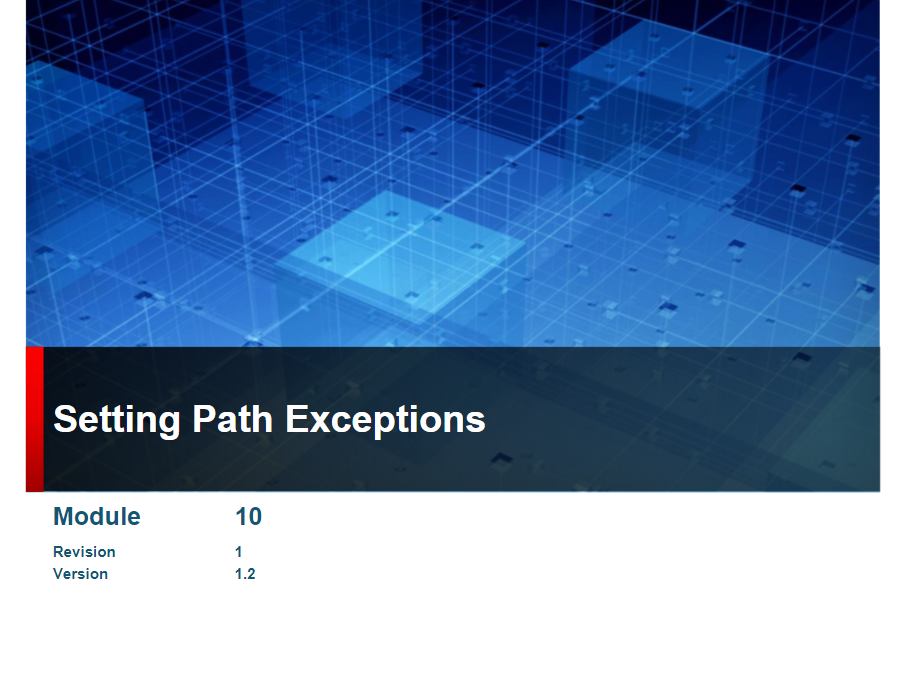 Setting Path Exceptions
Module 10
Revision 1
Version 1.2